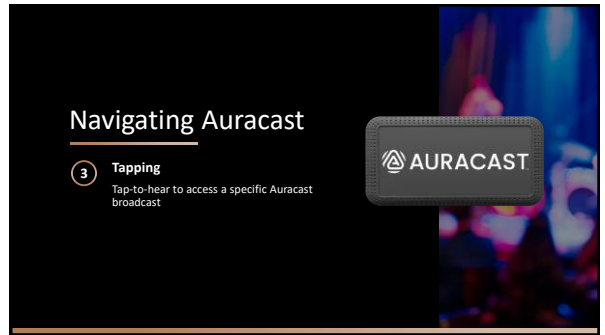 Navigating Auracast
3
Tapping
Tap-to-hear to access a specific Auracast
broadcast
AURACAST